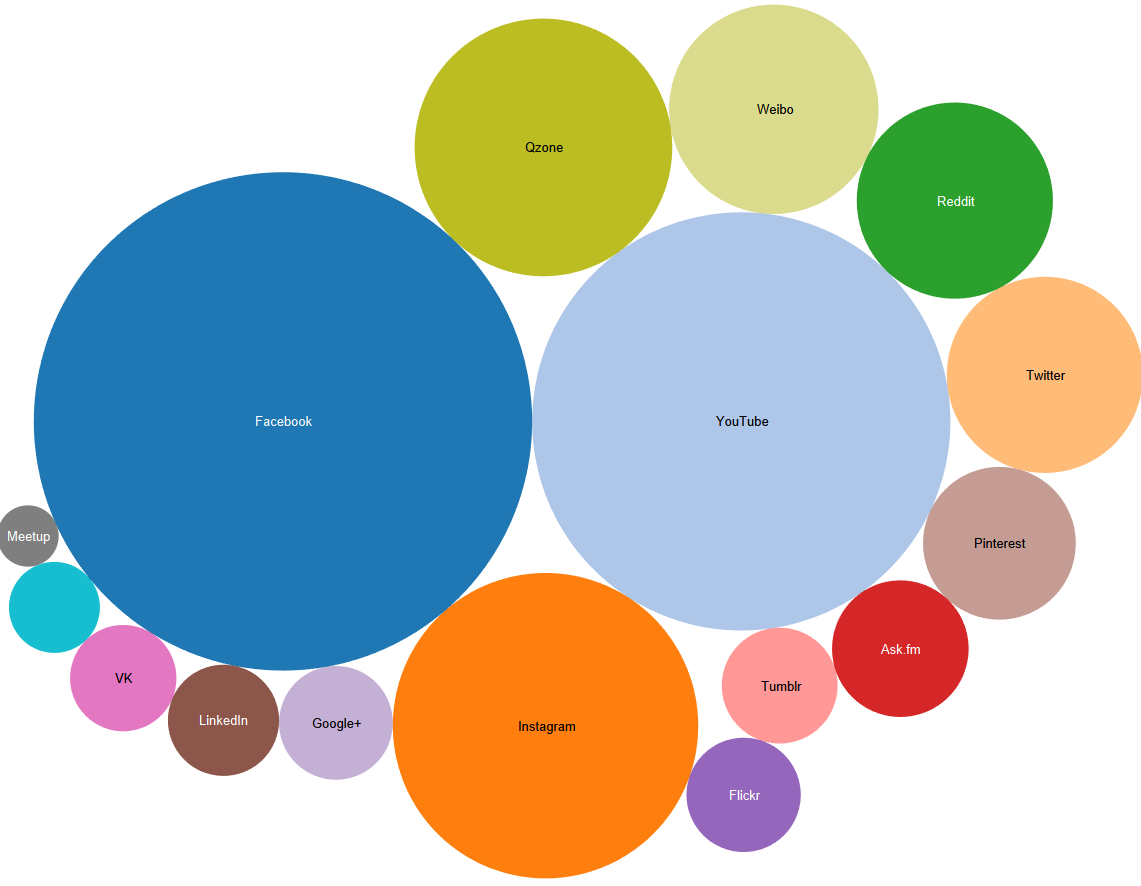 Weibo
Qzone
Reddit
Twitter
Facebook
YouTube
Meetup
Pinterest
Ask.fm
VK
Tumblr
LinkedIn
Google+
Instagram
Flickr